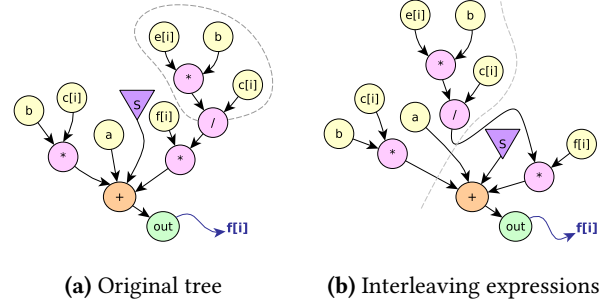 e[i] b
*
c[i]
b c[i] S
f[i] /
a
* *
+
out f[i]
(a) Original tree
e[i] b
*
c[i]
c[i] a /
b S f[i]
* *
+
out f[i]
(b) Interleaving expressions